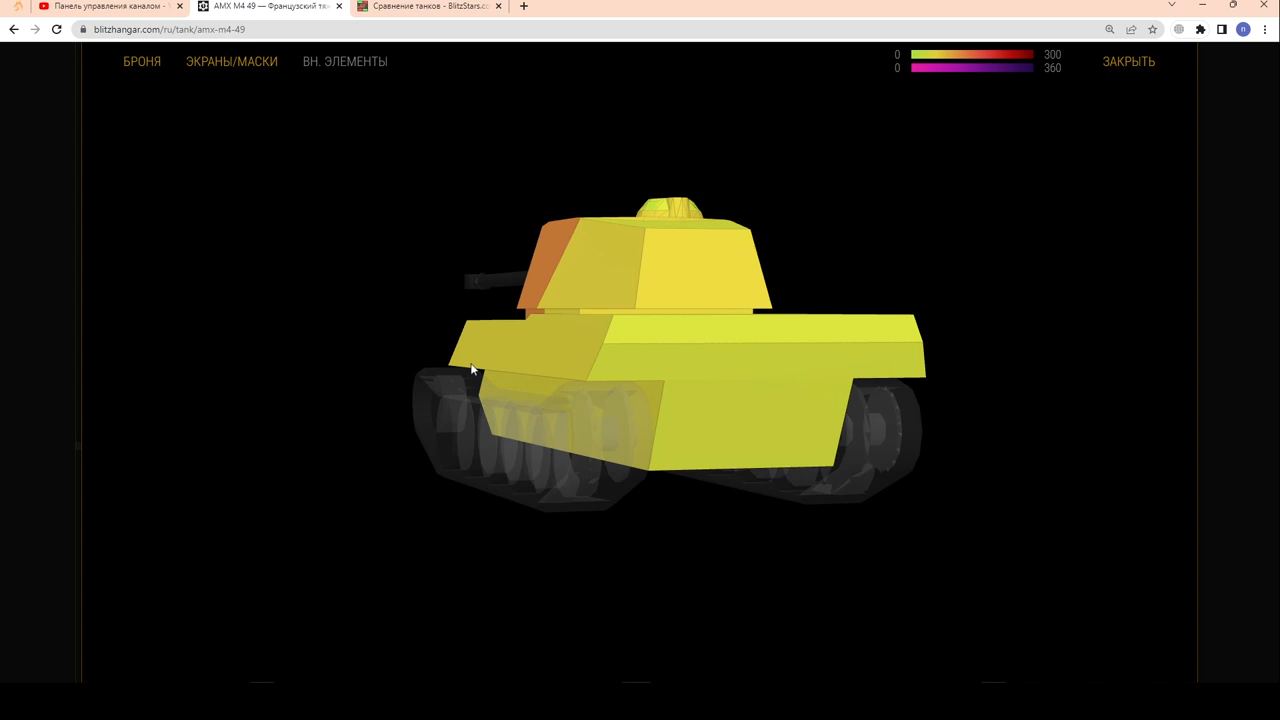 Панель управления каналом -
AMX M4 49 — Французский тя
Сравнение танков - BlitzStars.co
blitzhangar.com/ru/tank/amx-m4-49
n
БРОНЯ
ЭКРАНЫ/МАСКИ
ВН. ЭЛЕМЕНТЫ
0
300
0
360
ЗАКРЫТЬ